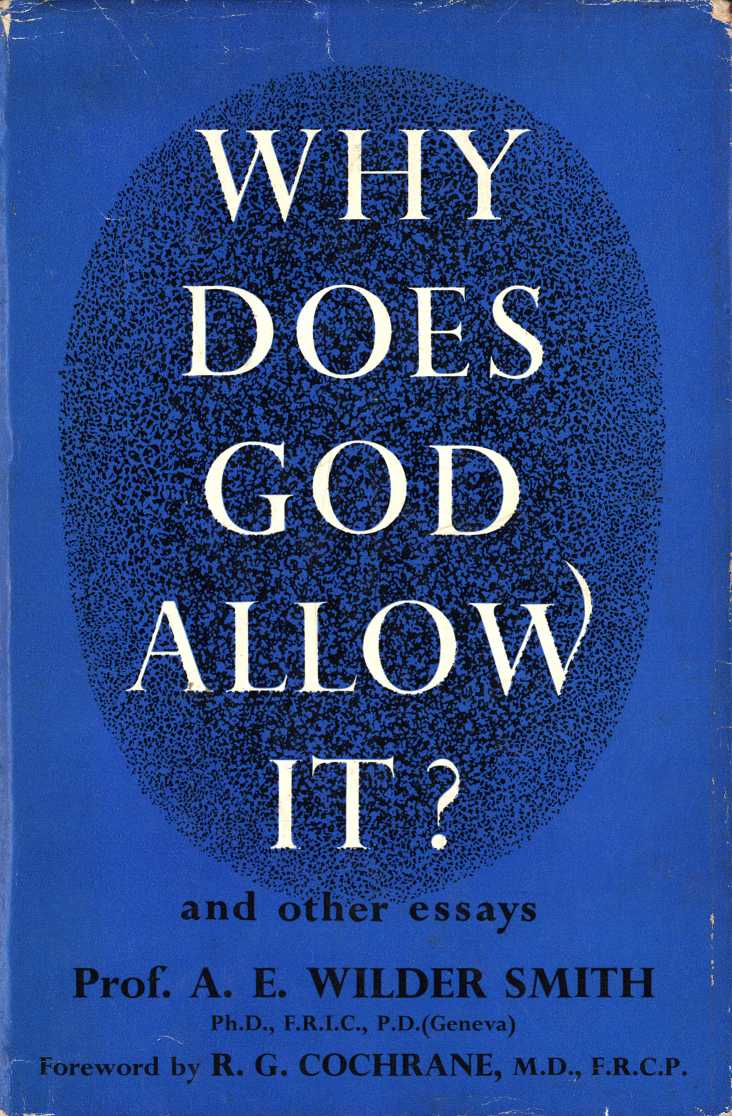 WHY
DOES
GOD
ALLOW
IT?
and other essays
Prof. A. E. WILDER SMITH
Ph.D., F.R.I.C., P.D.(Geneva)
Foreword by R. G. COCHRANE, M.D., F.R.C.P.